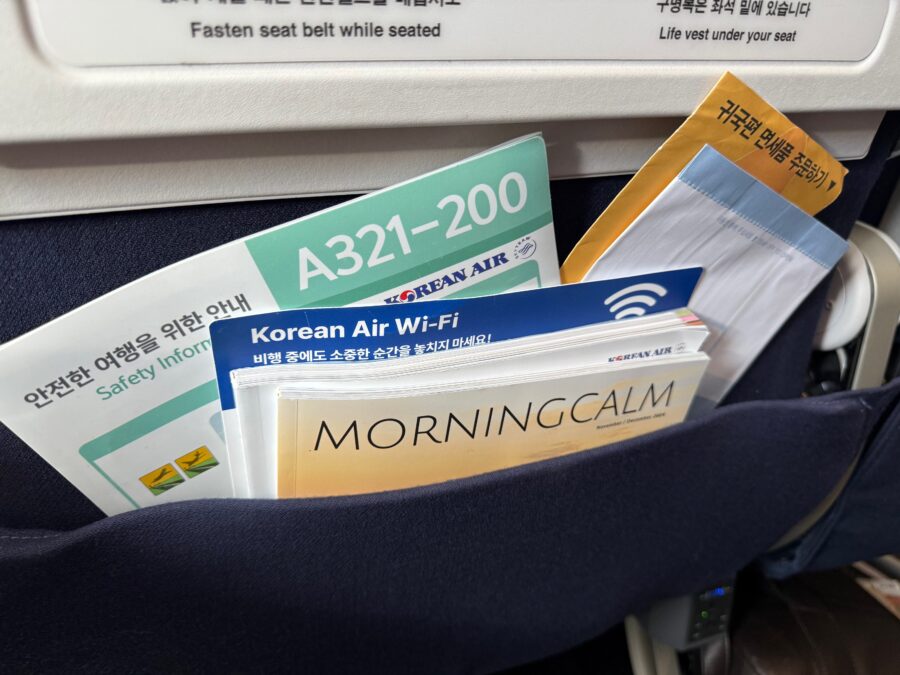 Fasten seat belt while seated
구명복은 좌석 밑에 있습니다
Life vest under your seat
귀국편 면세품 주문하기▼
A321-200
KOREAN AIR
안전한 여행을 위한 안내
Safety Inform
Korean Air Wi-Fi
비행 중에도 소중한 순간을 놓치지 마세요!
KOREAN AIR
MORNINGCALM
November / December 2024